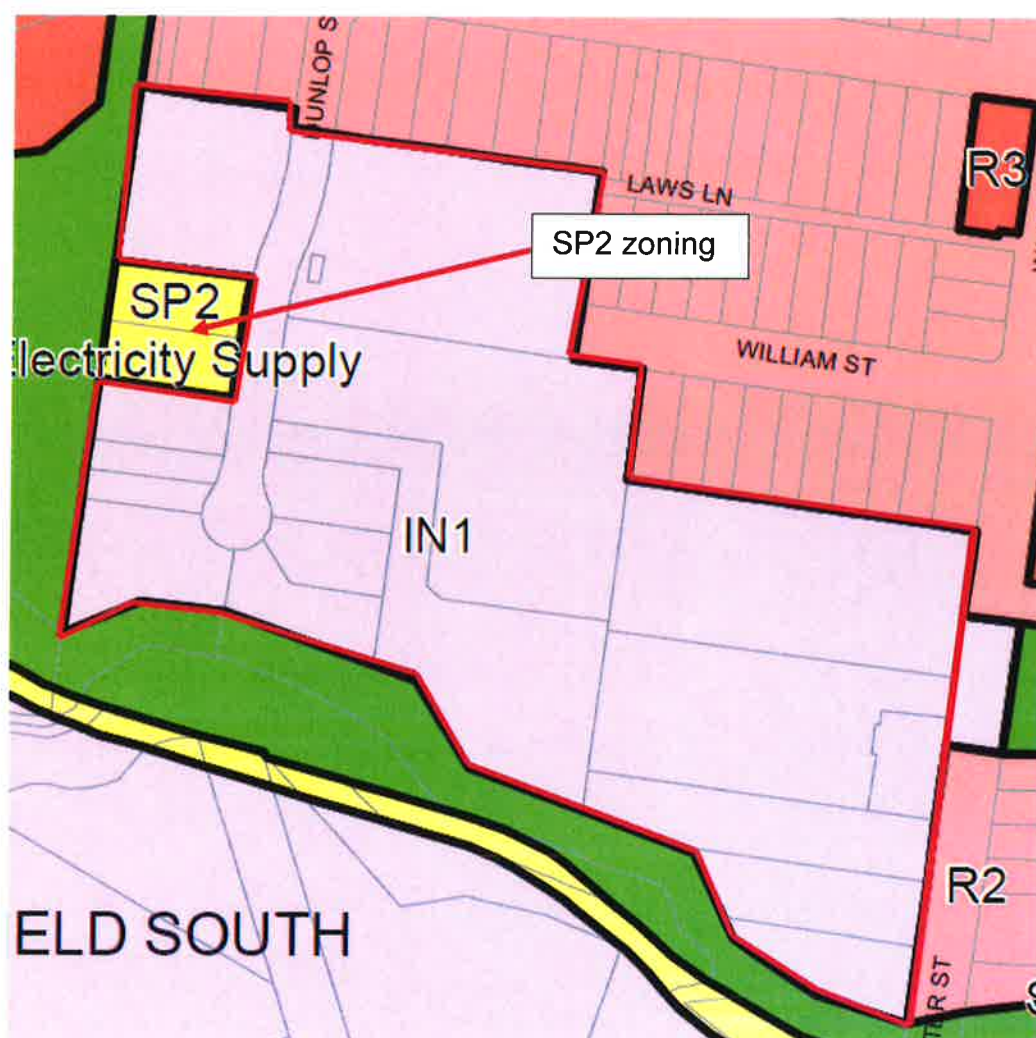 UNLOP S
R3
LAWS LN
SP2 zoning
SP2
Electricity Supply
WILLIAM ST
IN1
R2
ELD SOUTH
ER ST